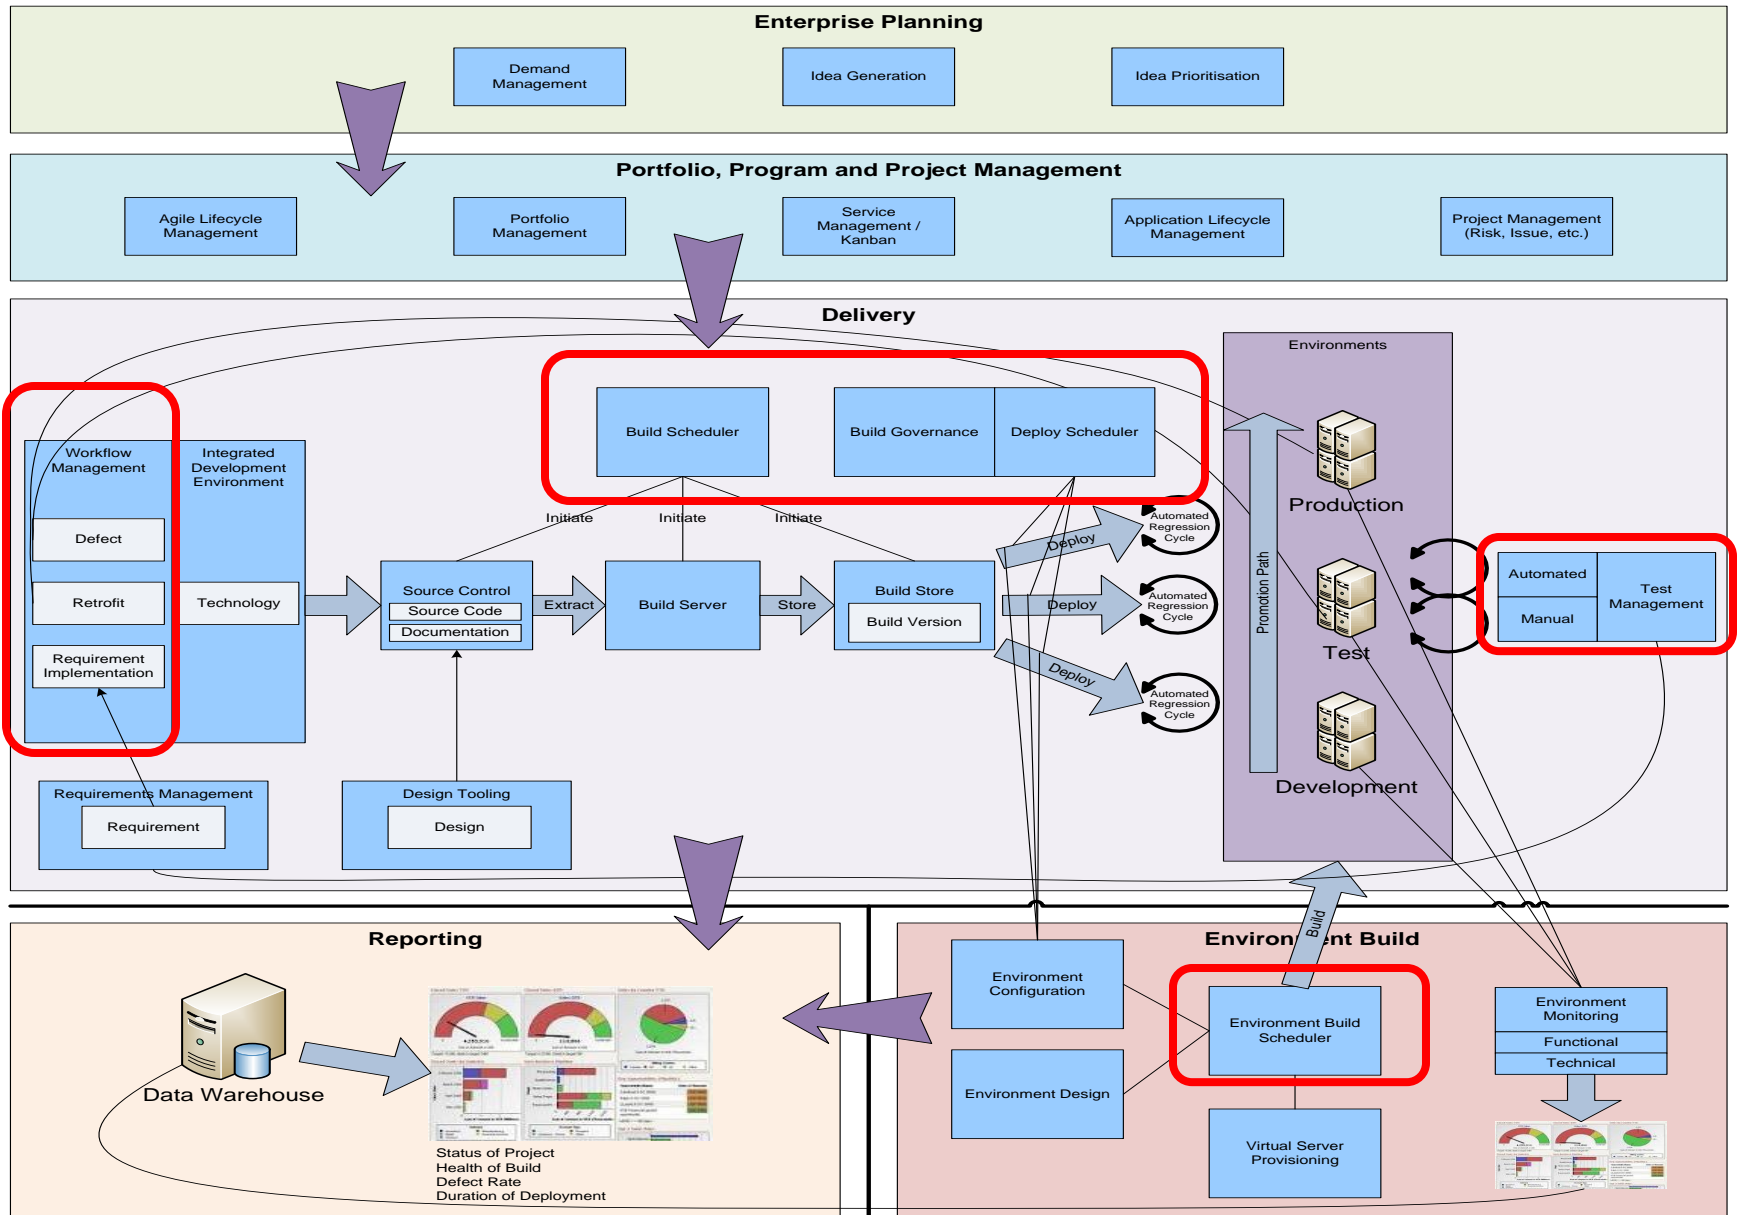 Enterprise Planning
Demand
Management
Idea Generation
Idea Prioritisation
Portfolio, Program and Project Management
Agile Lifecycle
Management
Portfolio
Management
Service
Management /
Kanban
Application Lifecycle
Management
Project Management
(Risk, Issue, etc.)
Delivery
Environments
Build Scheduler
Build Governance
Deploy Scheduler
Workflow
Management
Integrated
Development
Environment
Defect
Retrofit
Requirement
Implementation
Technology
Initiate
Initiate
Initiate
Source Control
Source Code
Documentation
Extract
Build Server
Store
Build Store
Build Version
Deploy
Deploy
Deploy
Automated
Regression
Cycle
Automated
Regression
Cycle
Automated
Regression
Cycle
Promotion Path
Production
Test
Development
Automated
Manual
Test
Management
Requirements Management
Requirement
Design Tooling
Design
Reporting
Data Warehouse
Status of Project
Health of Build
Defect Rate
Duration of Deployment
Environment Build
Build
Environment
Configuration
Environment Design
Environment Build
Scheduler
Virtual Server
Provisioning
Environment
Monitoring
Functional
Technical